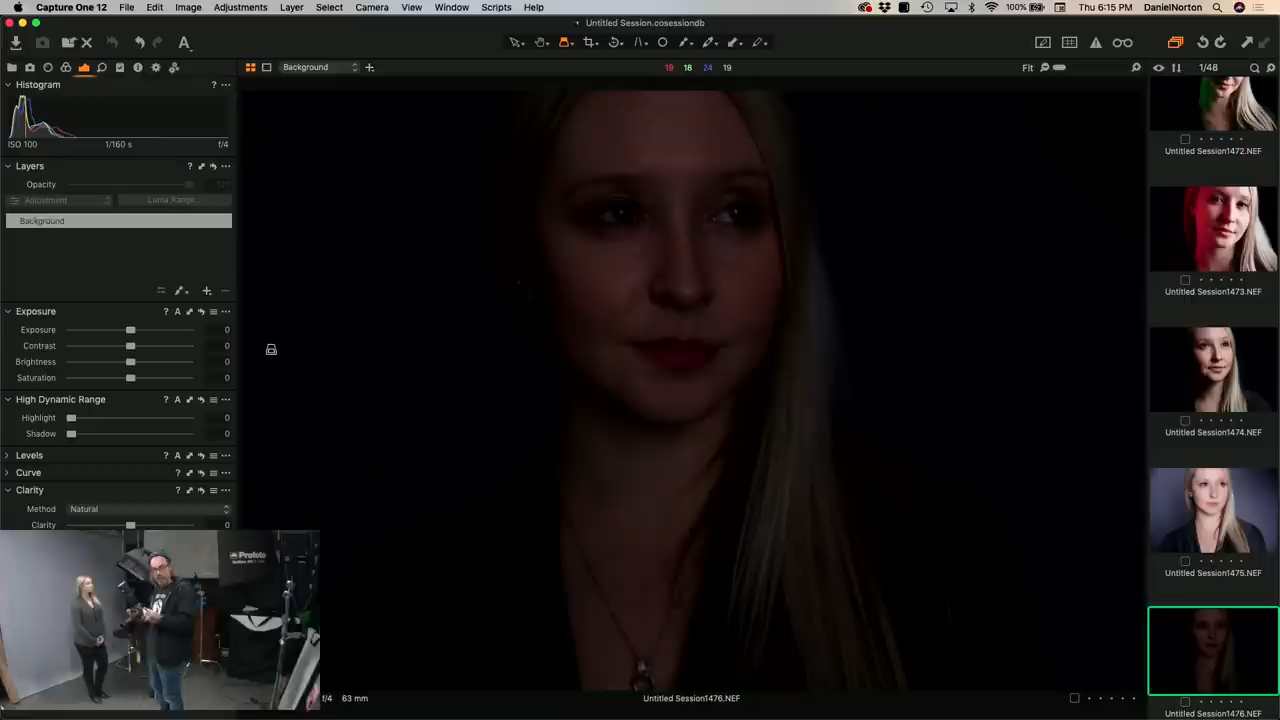 Capture One 12 File Edit Image Adjustments Layer Select Camera View Window Scripts Help 100% Thu 6:15 PM DanielNorton
Untitled Session.cosessiondb
Background 19 18 24 19 Fit 1/48
Histogram
ISO 100 1/160 s f/4
Layers
Opacity 100
Adjustment Luma Range...
Background
Exposure
Exposure 0
Contrast 0
Brightness 0
Saturation 0
High Dynamic Range
Highlight 0
Shadow 0
Levels
Curve
Clarity
Method Natural
Clarity 0
Profoto
f/4 63 mm Untitled Session1476.NEF
Untitled Session1472.NEF
Untitled Session1473.NEF
Untitled Session1474.NEF
Untitled Session1475.NEF
Untitled Session1476.NEF